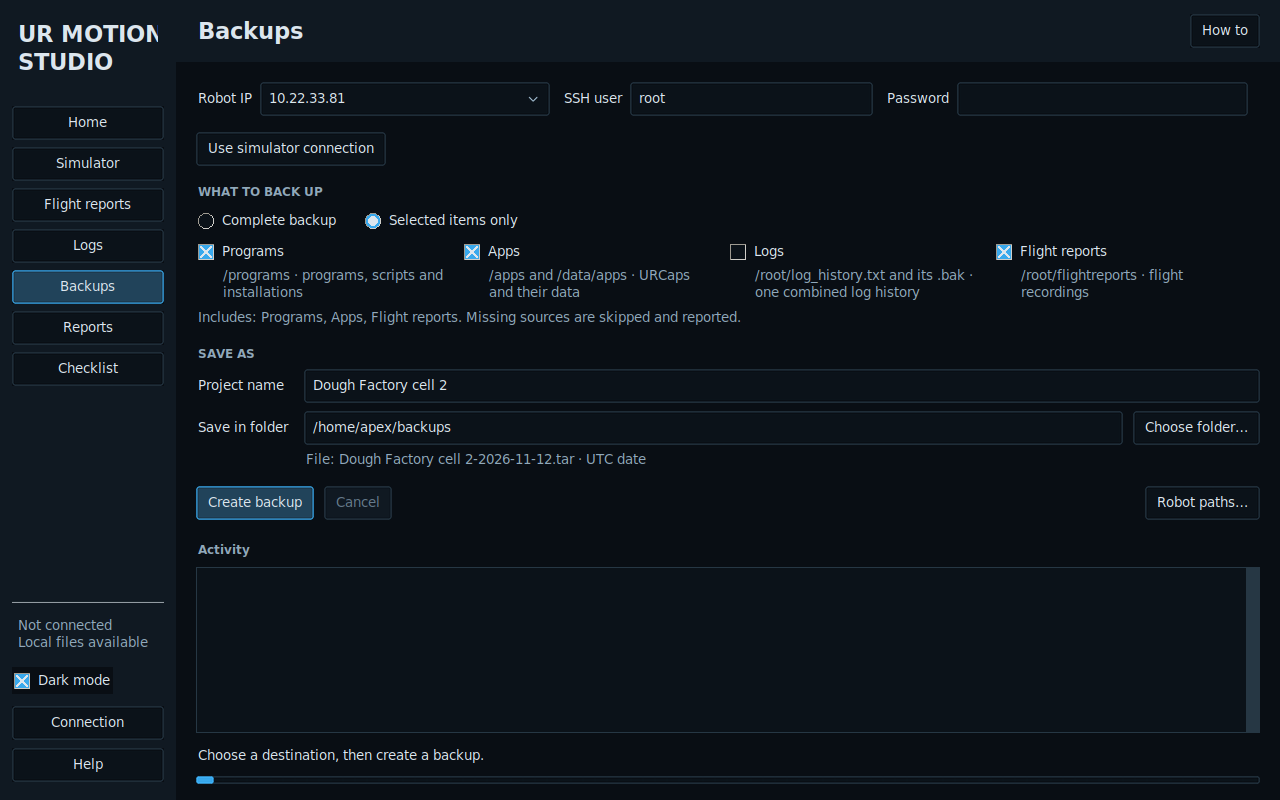 UR MOTION
STUDIO
Home
Simulator
Flight reports
Logs
Backups
Reports
Checklist
Not connected
Local files available
Dark mode
Connection
Help
Backups
How to
Robot IP 10.22.33.81 SSH user root Password
Use simulator connection
WHAT TO BACK UP
Complete backup Selected items only
Programs
/programs · programs, scripts and
installations
Apps
/apps and /data/apps · URCaps
and their data
Logs
/root/log_history.txt and its .bak ·
one combined log history
Flight reports
/root/flightreports · flight
recordings
Includes: Programs, Apps, Flight reports. Missing sources are skipped and reported.
SAVE AS
Project name Dough Factory cell 2
Save in folder /home/apex/backups Choose folder...
File: Dough Factory cell 2-2026-11-12.tar · UTC date
Create backup Cancel Robot paths...
Activity
Choose a destination, then create a backup.